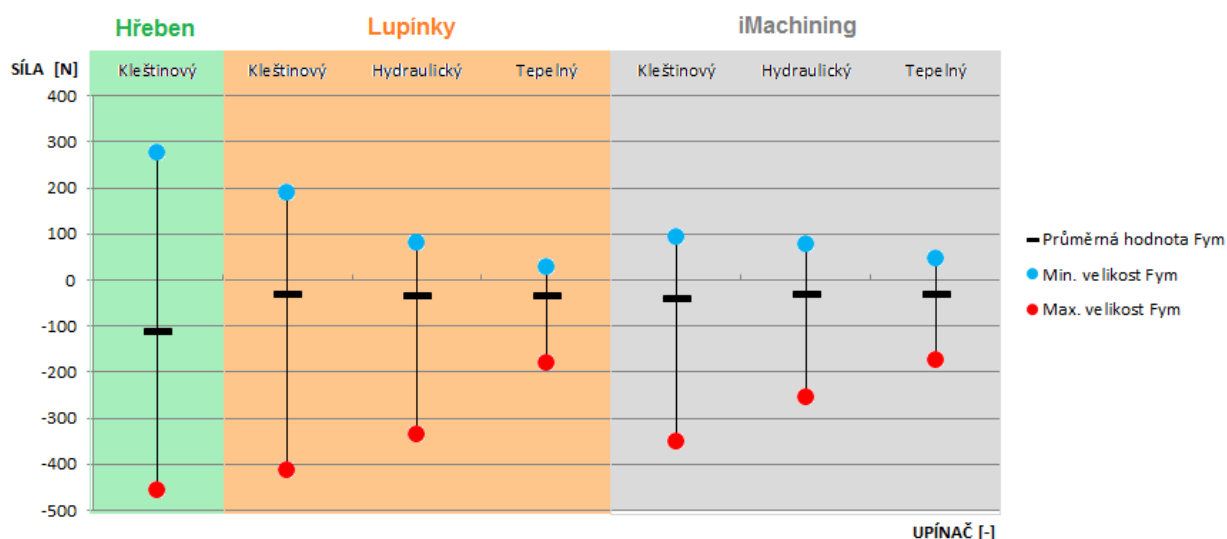 Hřeben Lupínky iMachining
SÍLA [N] Kleštinový Kleštinový Hydraulický Tepelný Kleštinový Hydraulický Tepelný
400
300
200
100
0
-100
-200
-300
-400
-500
Průměrná hodnota Fym
Min. velikost Fym
Max. velikost Fym
UPÍNAČ [-]